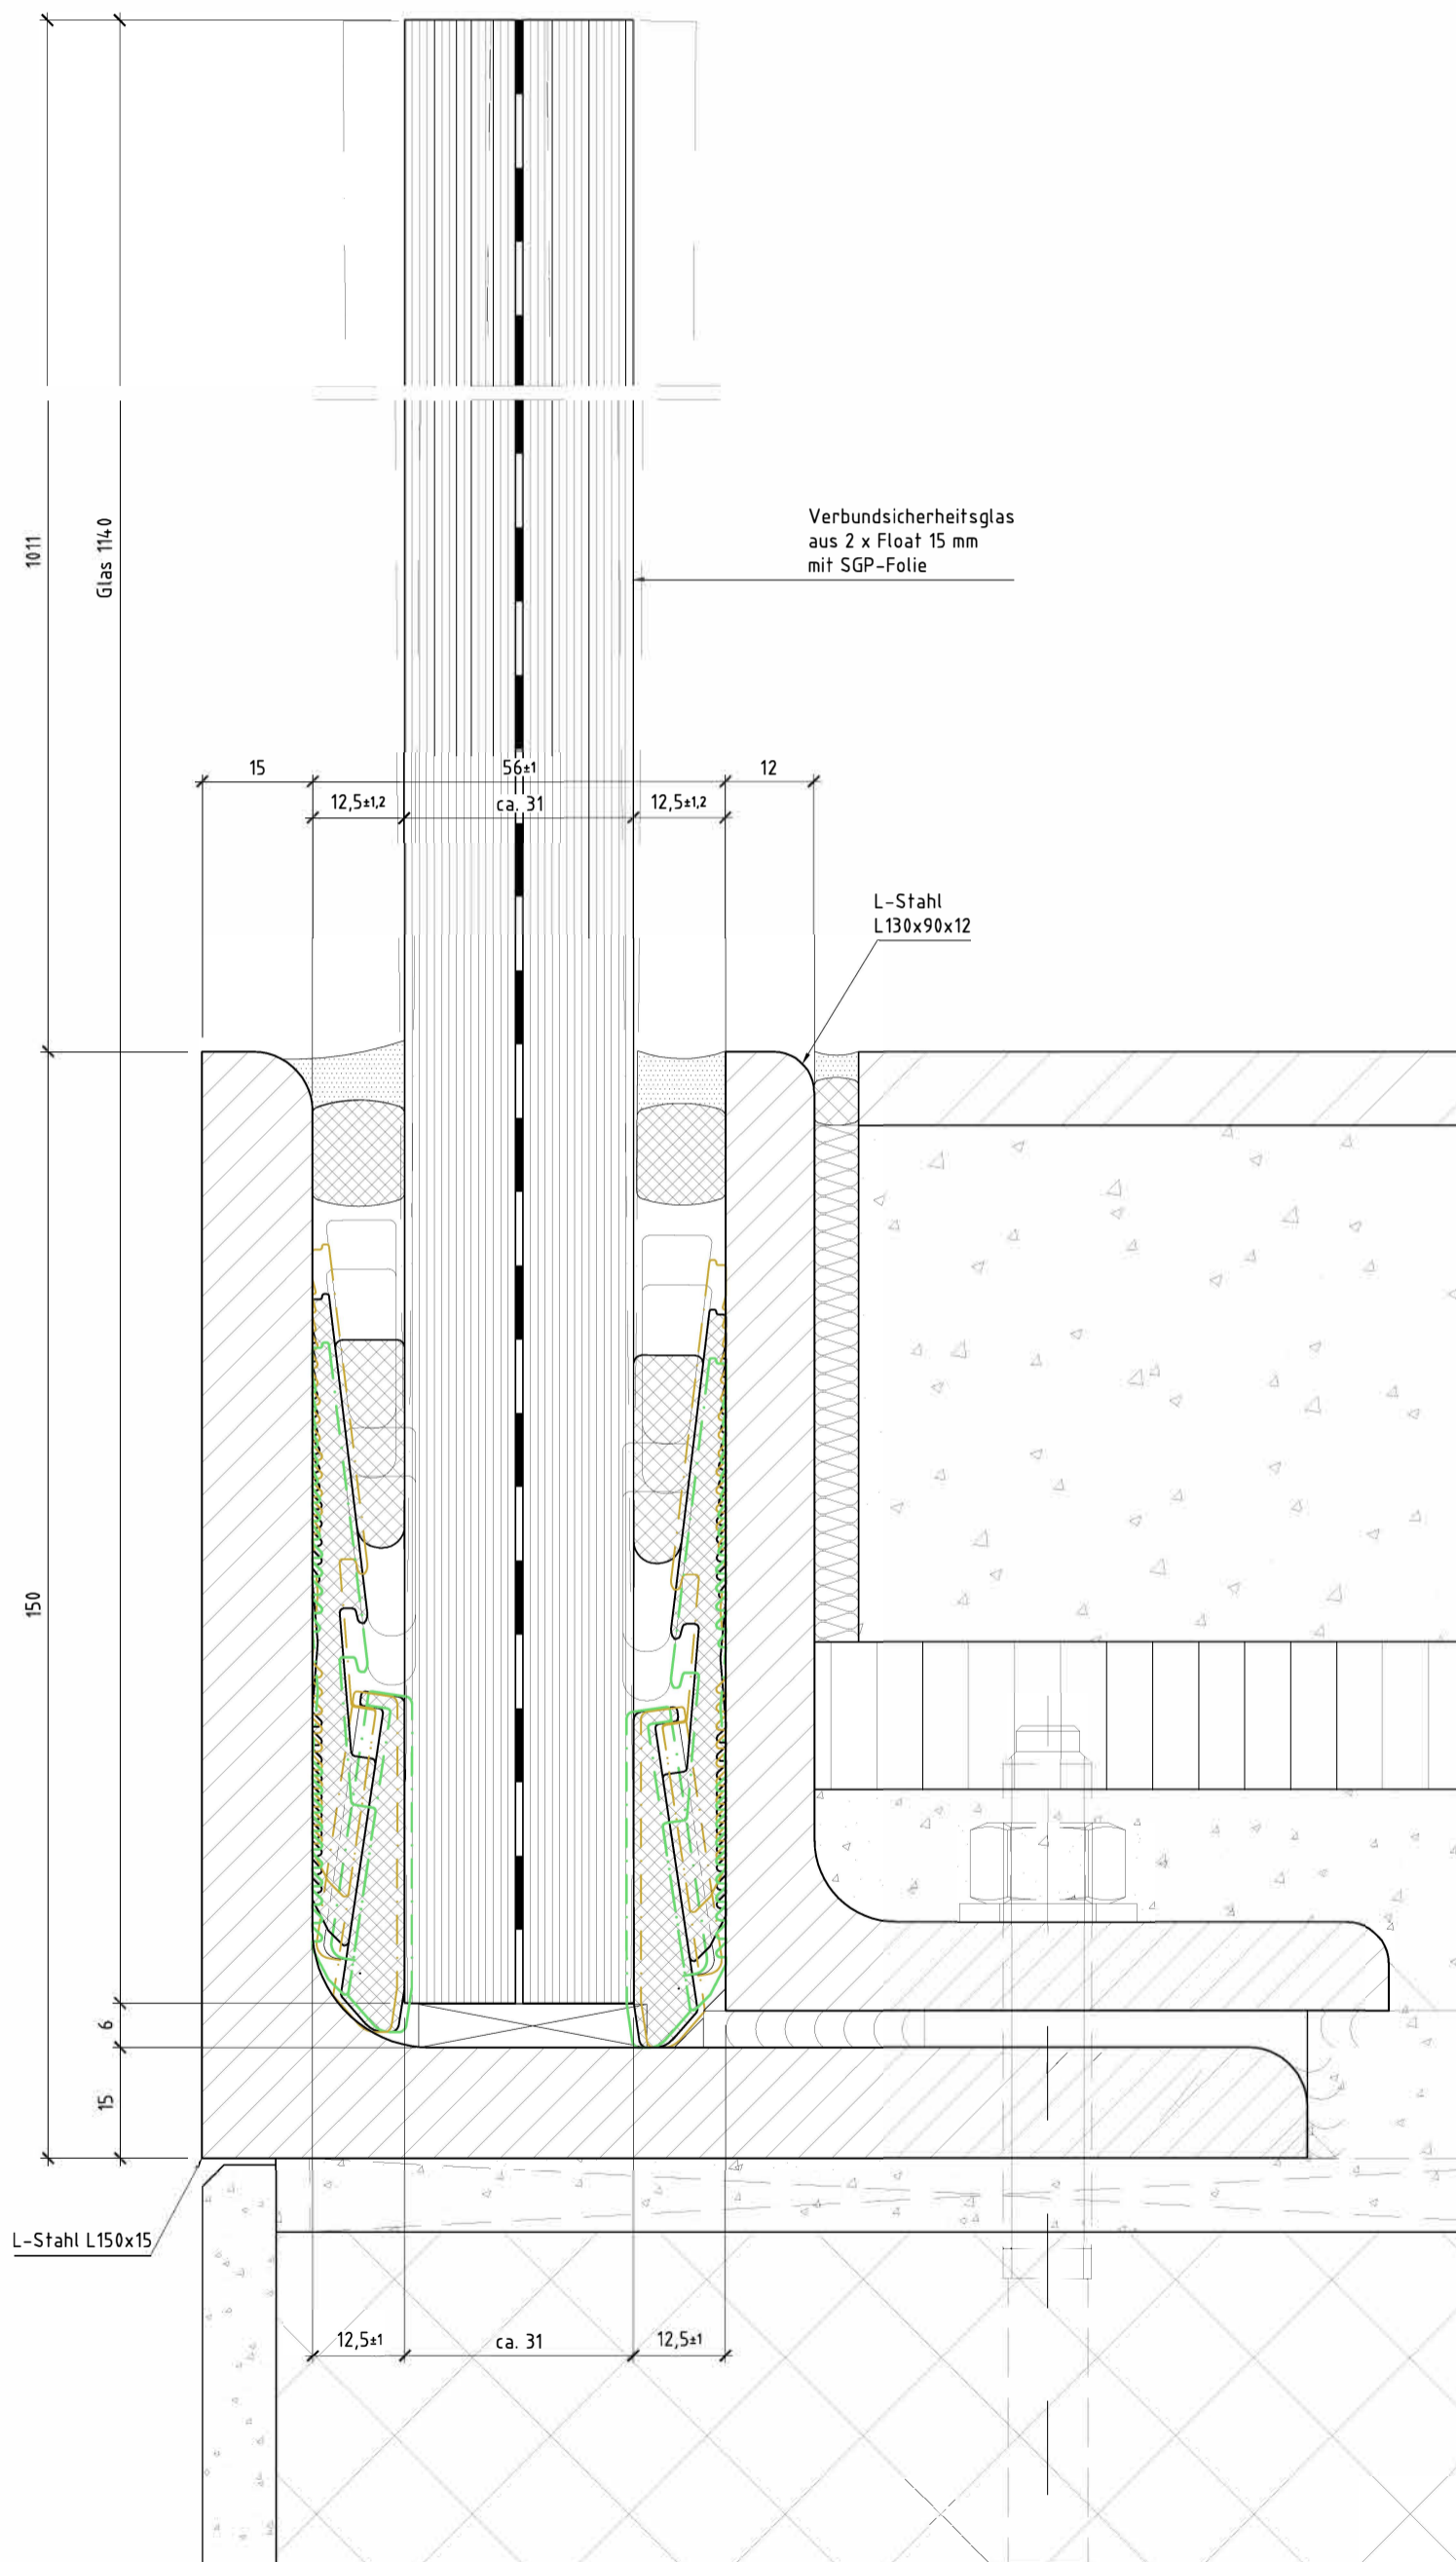 1011
Glas 1140
Verbundsicherheitsglas
aus 2 x Float 15 mm
mit SGP-Folie
15
56±1
12
12,5±1,2
ca. 31
12,5±1,2
L-Stahl
L130x90x12
150
6
15
L-Stahl L150x15
12,5±1
ca. 31
12,5±1